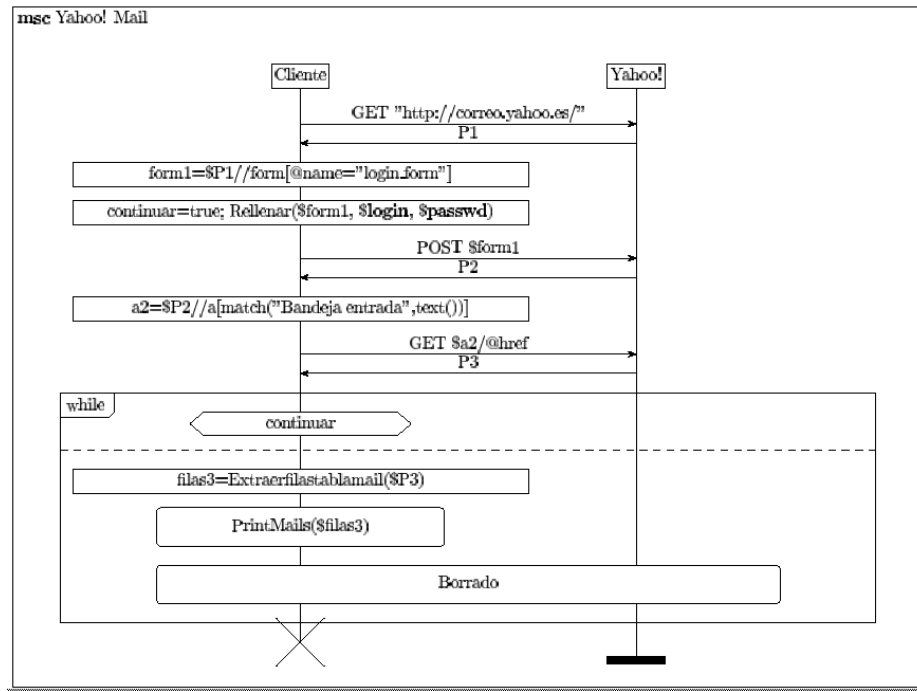 msc Yahoo! Mail
Cliente
Yahoo!
GET "http://correo.yahoo.es/"
P1
form1=$P1//form[@name="login_form"]
continuar=true; Rellenar($form1, $login, $passwd)
POST $form1
P2
a2=$P2//a[match("Bandeja entrada",text())]
GET $a2/@href
P3
while
continuar
filas3=Extraerfilastablamail($P3)
PrintMails($filas3)
Borrado